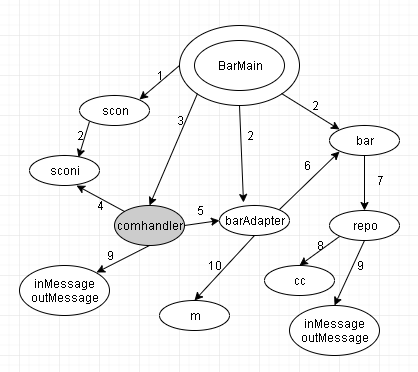 BarMain
1
scon
3
2
2
2
bar
sconi
6
7
4
5
comhandler
barAdapter
repo
9
10
8
9
inMessage
outMessage
cc
m
inMessage
outMessage